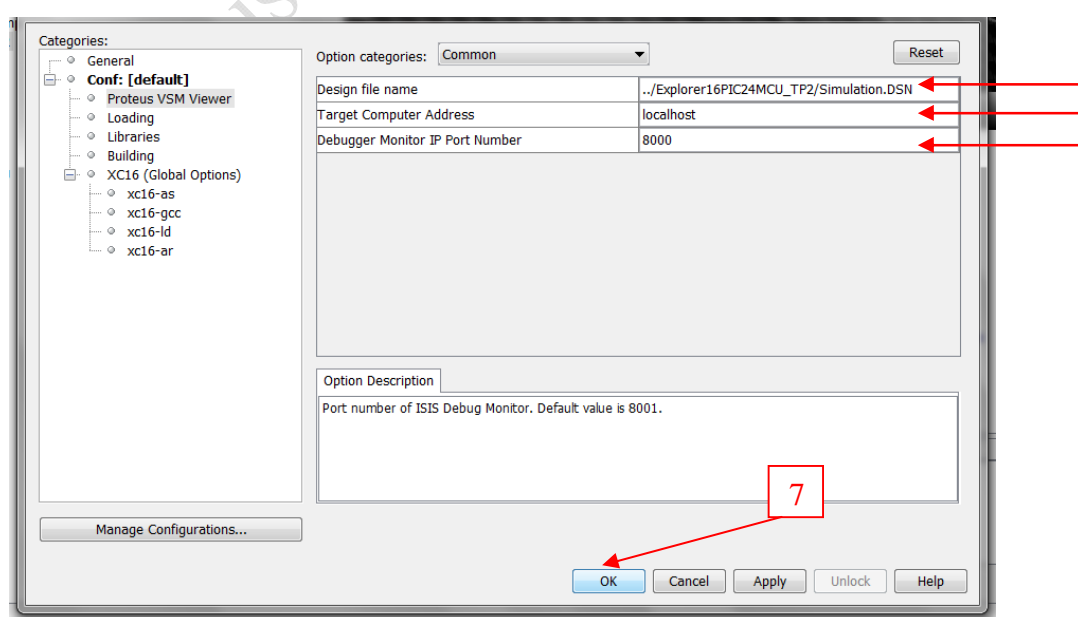 Categories:
General
Conf: [default]
Proteus VSM Viewer
Loading
Libraries
Building
XC16 (Global Options)
xc16-as
xc16-gcc
xc16-ld
xc16-ar
Manage Configurations...
Option categories: Common Reset
Design file name ../Explorer16PIC24MCU_TP2/Simulation.DSN
Target Computer Address localhost
Debugger Monitor IP Port Number 8000
Option Description
Port number of ISIS Debug Monitor. Default value is 8001.
7
OK Cancel Apply Unlock Help